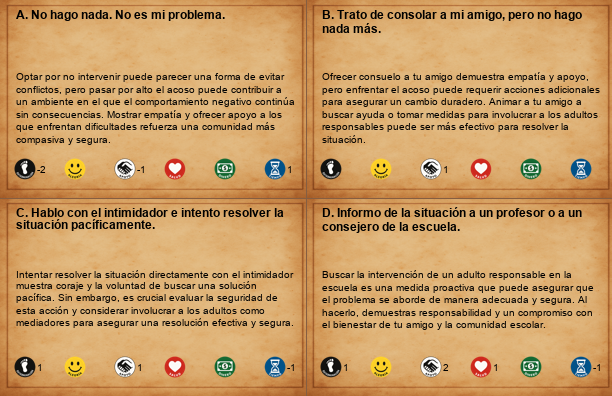 A. No hago nada. No es mi problema.
Optar por no intervenir puede parecer una forma de evitar
conflictos, pero pasar por alto el acoso puede contribuir a
un ambiente en el que el comportamiento negativo continúa
sin consecuencias. Mostrar empatía y ofrecer apoyo a los
que enfrentan dificultades refuerza una comunidad más
compasiva y segura.
-2 -1 1
B. Trato de consolar a mi amigo, pero no hago
nada más.
Ofrecer consuelo a tu amigo demuestra empatía y apoyo,
pero enfrentar el acoso puede requerir acciones adicionales
para asegurar un cambio duradero. Animar a tu amigo a
buscar ayuda o tomar medidas para involucrar a los adultos
responsables puede ser más efectivo para resolver la
situación.
1
C. Hablo con el intimidador e intento resolver la
situación pacíficamente.
Intentar resolver la situación directamente con el intimidador
muestra coraje y la voluntad de buscar una solución
pacífica. Sin embargo, es crucial evaluar la seguridad de
esta acción y considerar involucrar a los adultos como
mediadores para asegurar una resolución efectiva y segura.
1 1 -1
D. Informo de la situación a un profesor o a un
consejero de la escuela.
Buscar la intervención de un adulto responsable en la
escuela es una medida proactiva que puede asegurar que
el problema se aborde de manera adecuada y segura. Al
hacerlo, demuestras responsabilidad y un compromiso con
el bienestar de tu amigo y la comunidad escolar.
1 2 1 -1